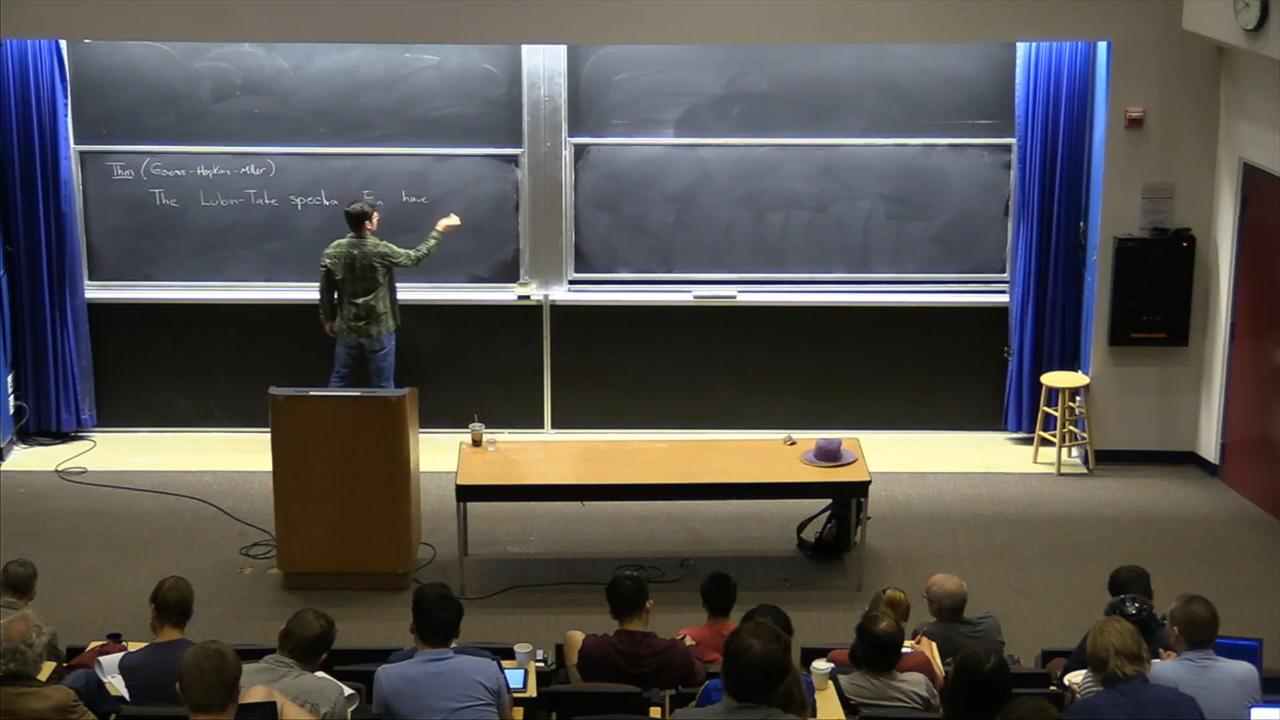 Thm (Goerss-Hopkins-Miller)
The Lubin-Tate spectra En have